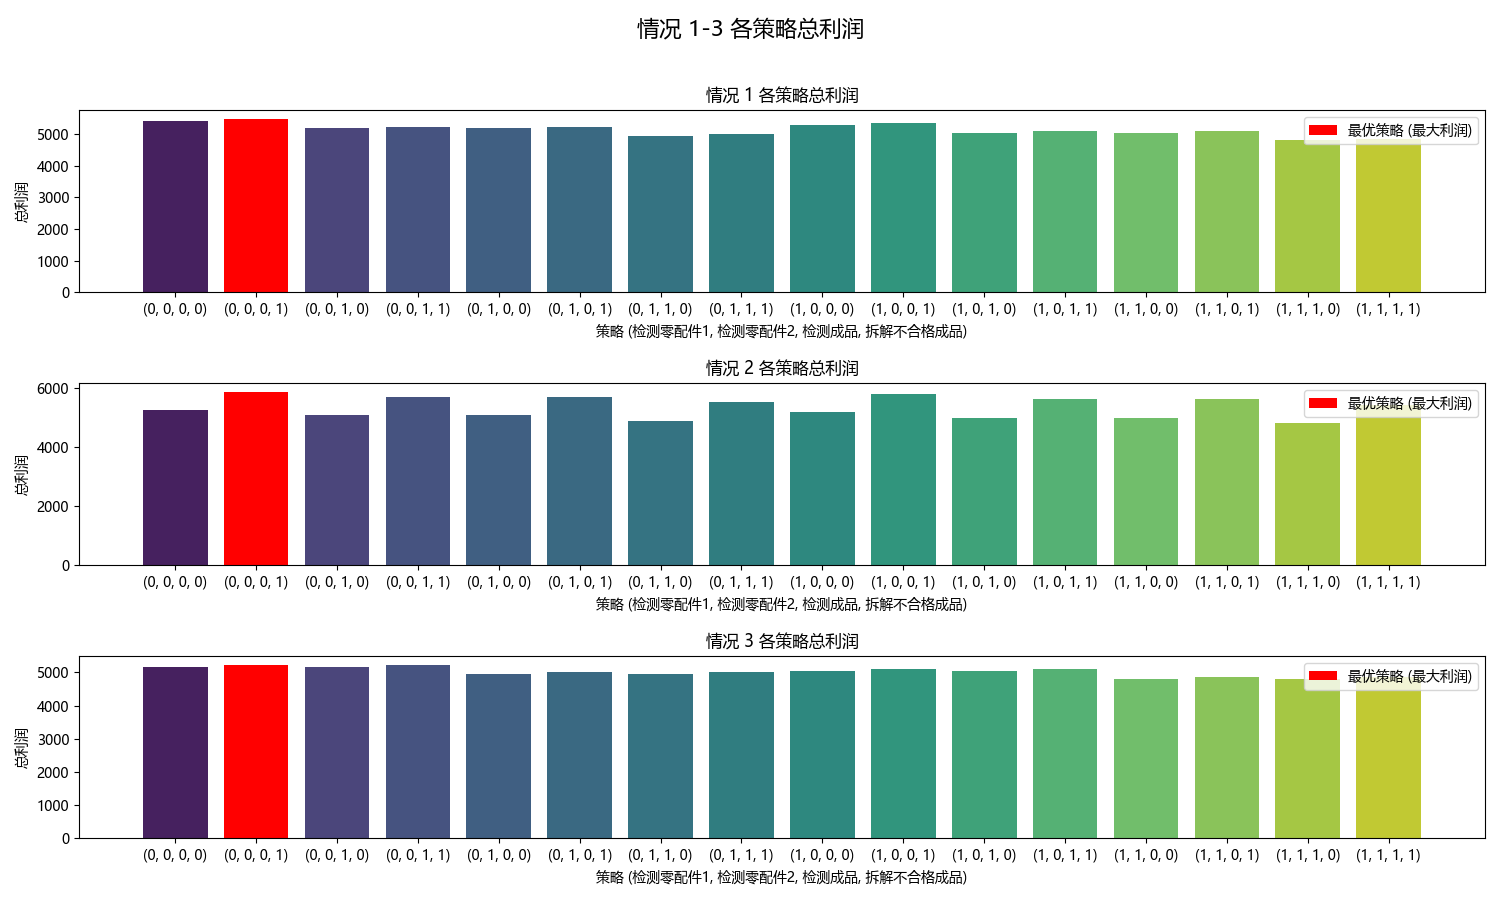 情况 1-3 各策略总利润
情况 1 各策略总利润
最优策略 (最大利润)
总利润
5000
4000
3000
2000
1000
0
(0, 0, 0, 0) (0, 0, 0, 1) (0, 0, 1, 0) (0, 0, 1, 1) (0, 1, 0, 0) (0, 1, 0, 1) (0, 1, 1, 0) (0, 1, 1, 1) (1, 0, 0, 0) (1, 0, 0, 1) (1, 0, 1, 0) (1, 0, 1, 1) (1, 1, 0, 0) (1, 1, 0, 1) (1, 1, 1, 0) (1, 1, 1, 1)
策略 (检测零配件1, 检测零配件2, 检测成品, 拆解不合格成品)
情况 2 各策略总利润
最优策略 (最大利润)
总利润
6000
4000
2000
0
(0, 0, 0, 0) (0, 0, 0, 1) (0, 0, 1, 0) (0, 0, 1, 1) (0, 1, 0, 0) (0, 1, 0, 1) (0, 1, 1, 0) (0, 1, 1, 1) (1, 0, 0, 0) (1, 0, 0, 1) (1, 0, 1, 0) (1, 0, 1, 1) (1, 1, 0, 0) (1, 1, 0, 1) (1, 1, 1, 0) (1, 1, 1, 1)
策略 (检测零配件1, 检测零配件2, 检测成品, 拆解不合格成品)
情况 3 各策略总利润
最优策略 (最大利润)
总利润
5000
4000
3000
2000
1000
0
(0, 0, 0, 0) (0, 0, 0, 1) (0, 0, 1, 0) (0, 0, 1, 1) (0, 1, 0, 0) (0, 1, 0, 1) (0, 1, 1, 0) (0, 1, 1, 1) (1, 0, 0, 0) (1, 0, 0, 1) (1, 0, 1, 0) (1, 0, 1, 1) (1, 1, 0, 0) (1, 1, 0, 1) (1, 1, 1, 0) (1, 1, 1, 1)
策略 (检测零配件1, 检测零配件2, 检测成品, 拆解不合格成品)